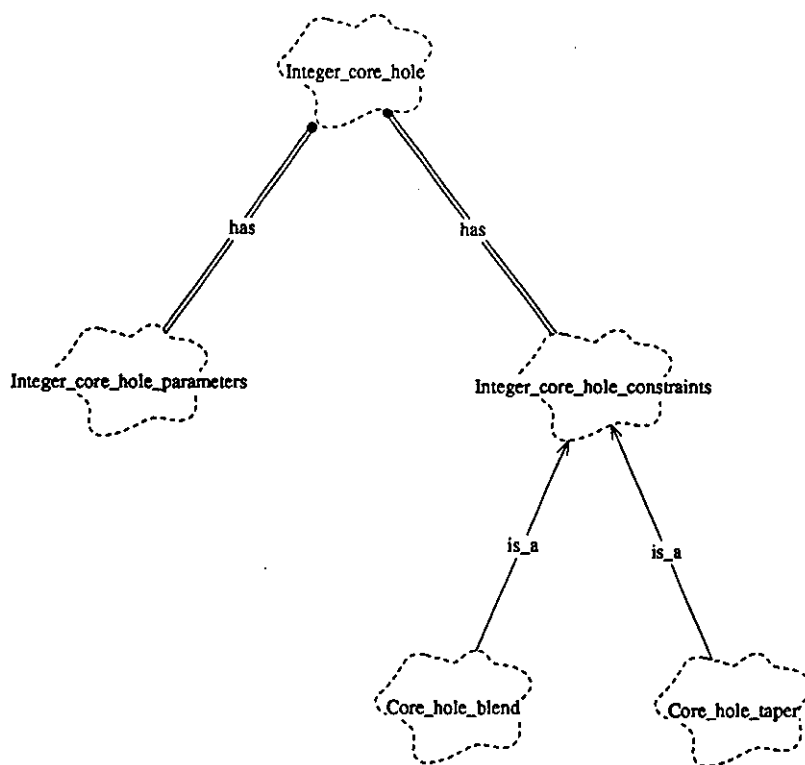 Integer_core_hole
has
has
Integer_core_hole_parameters
Integer_core_hole_constraints
is_a
is_a
Core_hole_blend
Core_hole_taper